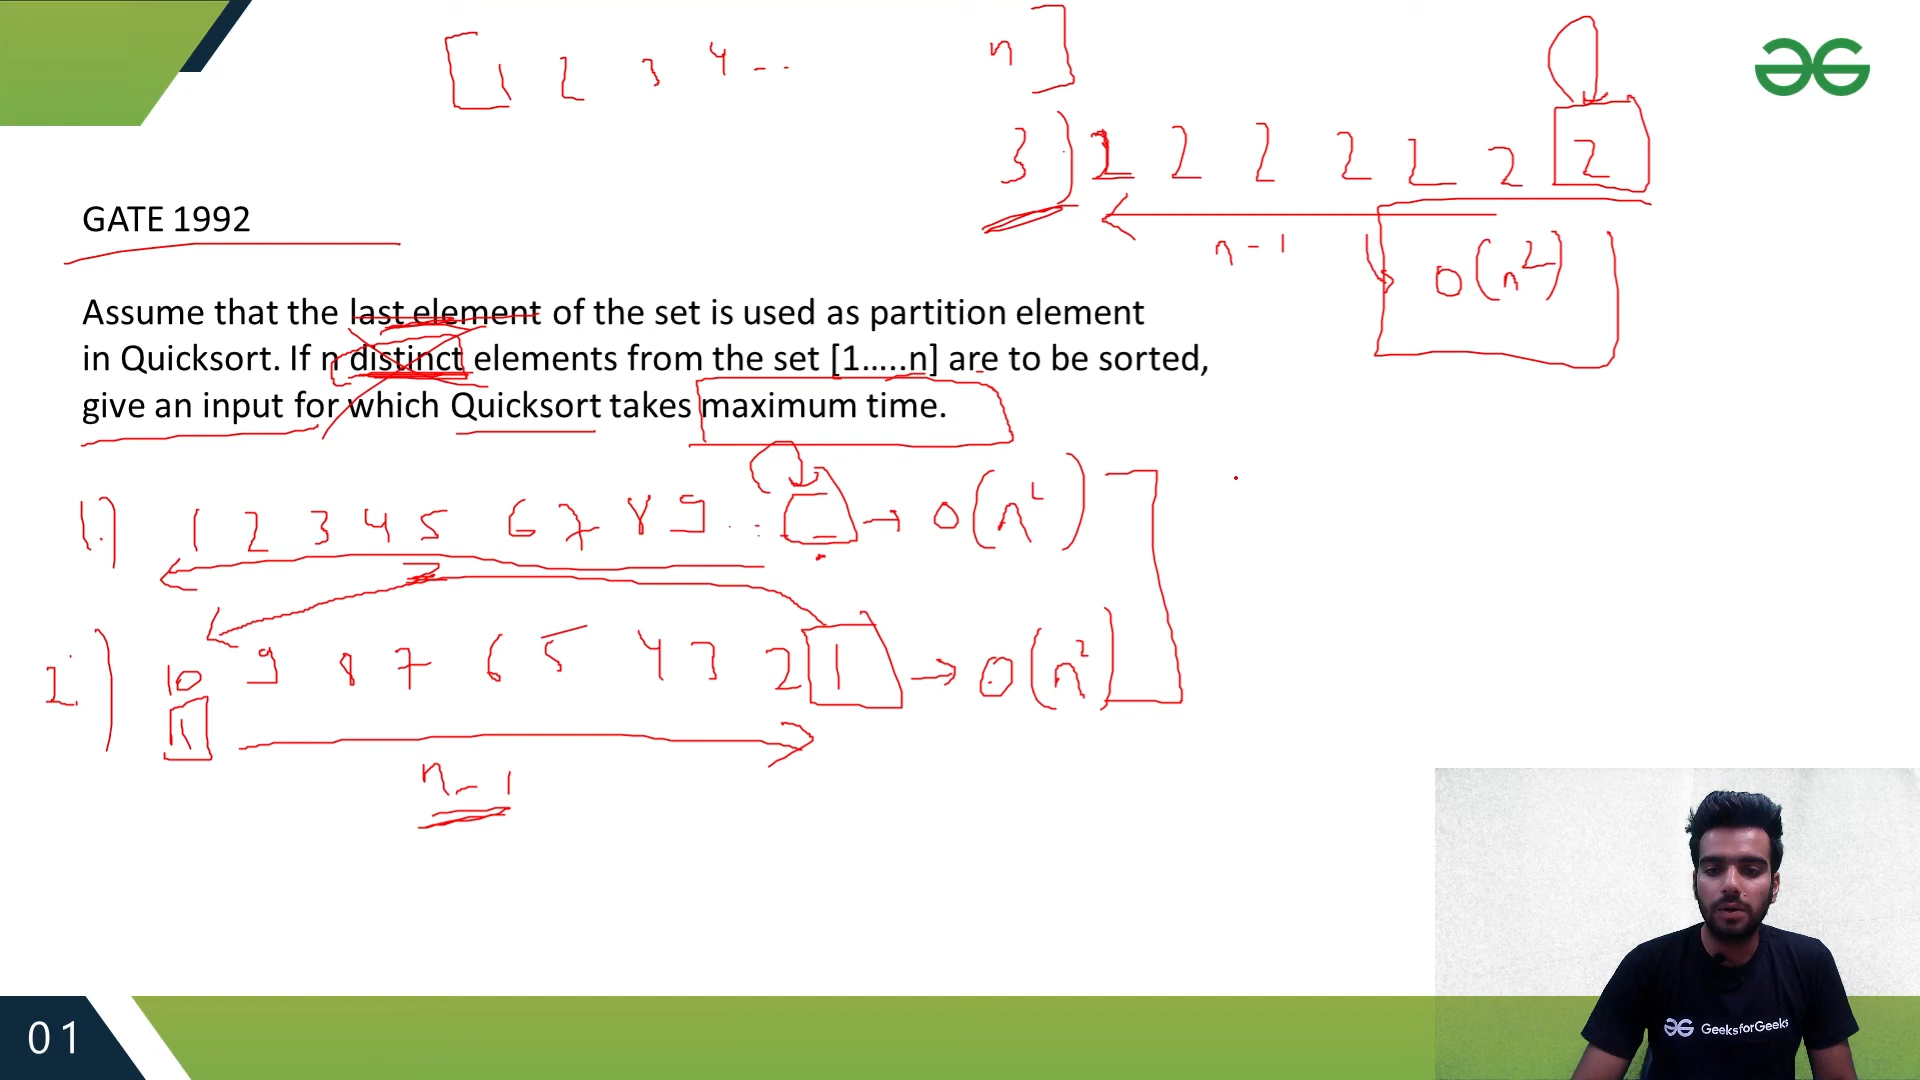 [1 2 3 4 -- n]
3) 2 2 2 2 2 2 2
n-1
O(n²)
GATE 1992
Assume that the last element of the set is used as partition element
in Quicksort. If n distinct elements from the set [1.....n] are to be sorted,
give an input for which Quicksort takes maximum time.
1.) 1 2 3 4 5 6 7 8 9 .. → O(n²)
2.) 10 9 8 7 6 5 4 3 2 1 → O(n²)
1
n-1
GeeksforGeeks
01